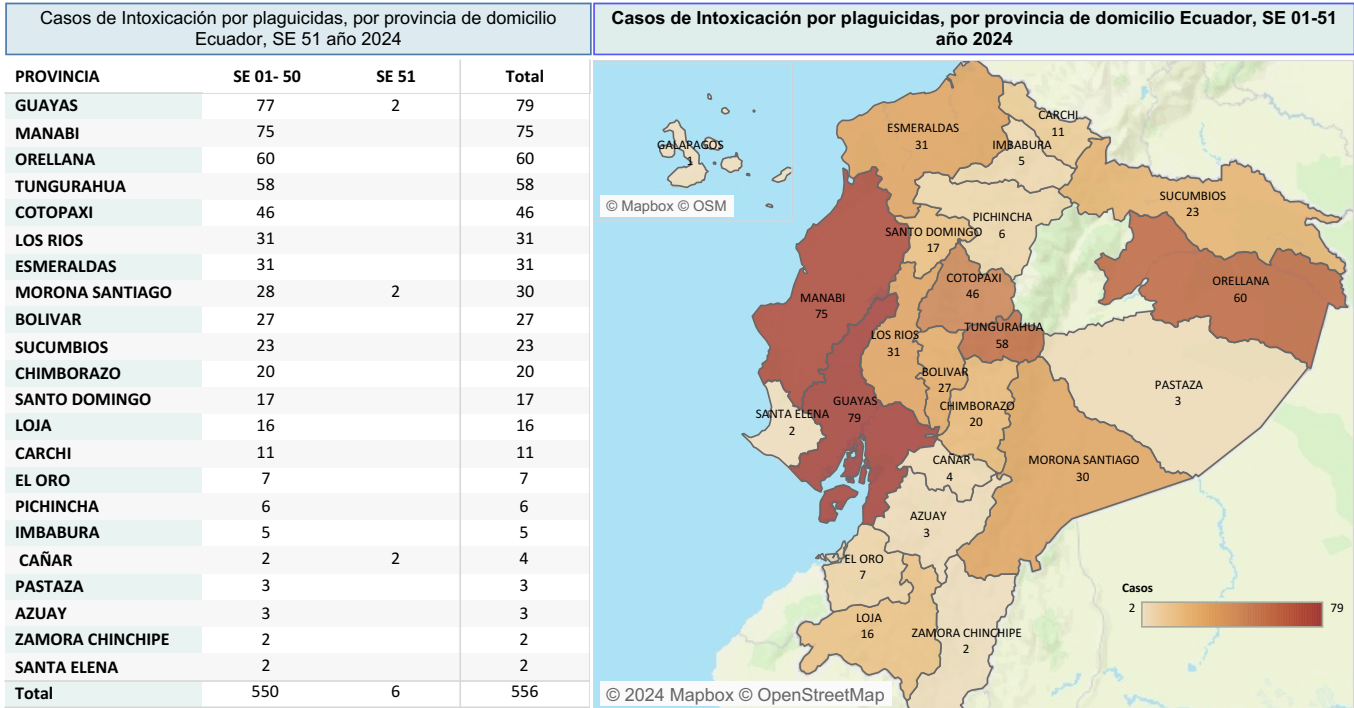 Casos de Intoxicación por plaguicidas, por provincia de domicilio
Ecuador, SE 51 año 2024
PROVINCIA SE 01- 50 SE 51 Total
GUAYAS 77 2 79
MANABI 75 75
ORELLANA 60 60
TUNGURAHUA 58 58
COTOPAXI 46 46
LOS RIOS 31 31
ESMERALDAS 31 31
MORONA SANTIAGO 28 2 30
BOLIVAR 27 27
SUCUMBIOS 23 23
CHIMBORAZO 20 20
SANTO DOMINGO 17 17
LOJA 16 16
CARCHI 11 11
EL ORO 7 7
PICHINCHA 6 6
IMBABURA 5 5
CAÑAR 2 2 4
PASTAZA 3 3
AZUAY 3 3
ZAMORA CHINCHIPE 2 2
SANTA ELENA 2 2
Total 550 6 556
Casos de Intoxicación por plaguicidas, por provincia de domicilio Ecuador, SE 01-51
año 2024
GALAPAGOS
1
© Mapbox © OSM
ESMERALDAS
31
CARCHI
11
IMBABURA
5
SUCUMBIOS
23
PICHINCHA
6
SANTO DOMINGO
17
COTOPAXI
46
ORELLANA
60
MANABI
75
LOS RIOS
31
TUNGURAHUA
58
BOLIVAR
27
PASTAZA
3
GUAYAS
79
CHIMBORAZO
20
SANTA ELENA
2
CAÑAR
4
MORONA SANTIAGO
30
AZUAY
3
EL ORO
7
LOJA
16
ZAMORA CHINCHIPE
2
Casos
2 79
© 2024 Mapbox © OpenStreetMap